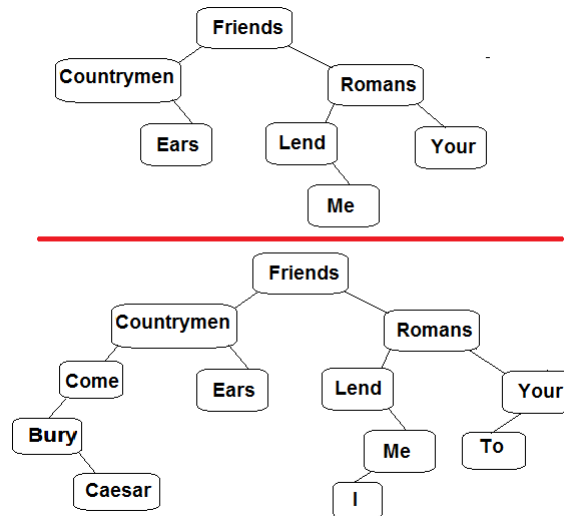 Friends
Countrymen Romans
Ears Lend Your
Me
Friends
Countrymen Romans
Come Ears Lend Your
Bury Me To
Caesar I